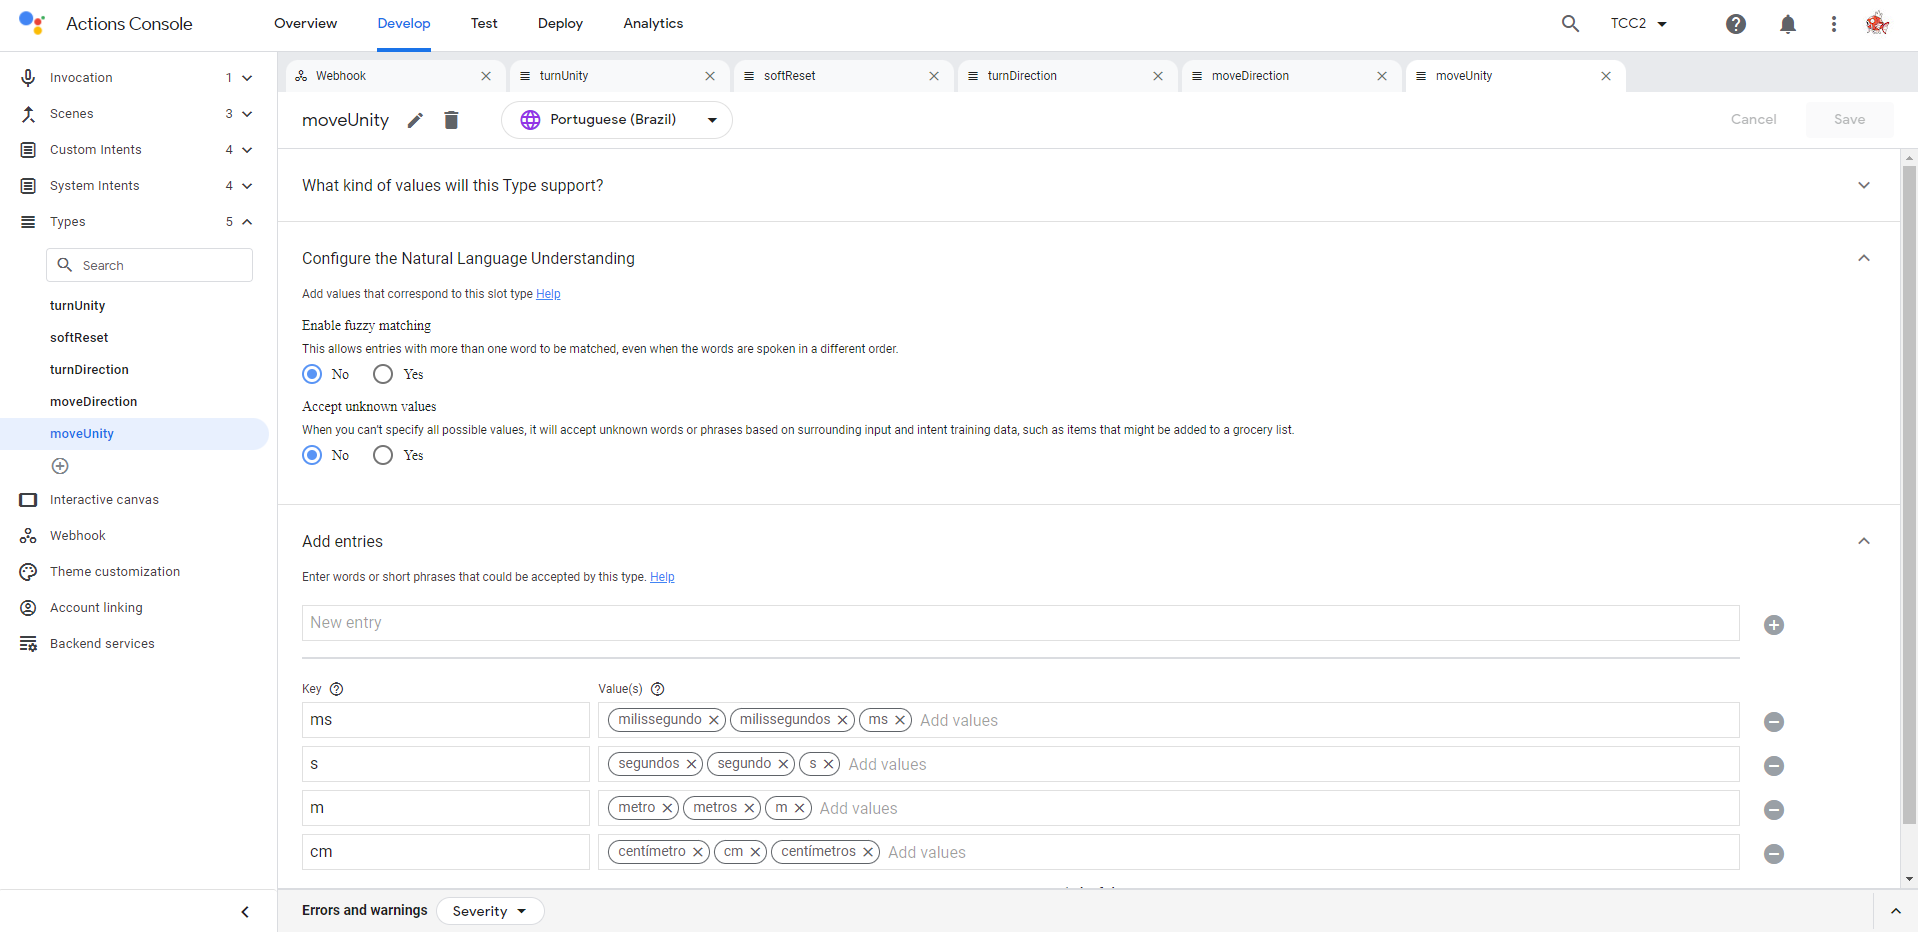 Actions Console Overview Develop Test Deploy Analytics TCC2
Invocation 1
Scenes 3
Custom Intents 4
System Intents 4
Types 5
Search
turnUnity
softReset
turnDirection
moveDirection
moveUnity
Interactive canvas
Webhook
Theme customization
Account linking
Backend services
Webhook turnUnity softReset turnDirection moveDirection moveUnity
moveUnity Portuguese (Brazil) Cancel Save
What kind of values will this Type support?
Configure the Natural Language Understanding
Add values that correspond to this slot type Help
Enable fuzzy matching
This allows entries with more than one word to be matched, even when the words are spoken in a different order.
No Yes
Accept unknown values
When you can't specify all possible values, it will accept unknown words or phrases based on surrounding input and intent training data, such as items that might be added to a grocery list.
No Yes
Add entries
Enter words or short phrases that could be accepted by this type. Help
New entry
Key Value(s)
ms milissegundo milissegundos ms Add values
s segundos segundo s Add values
m metro metros m Add values
cm centímetro cm centímetros Add values
Errors and warnings Severity